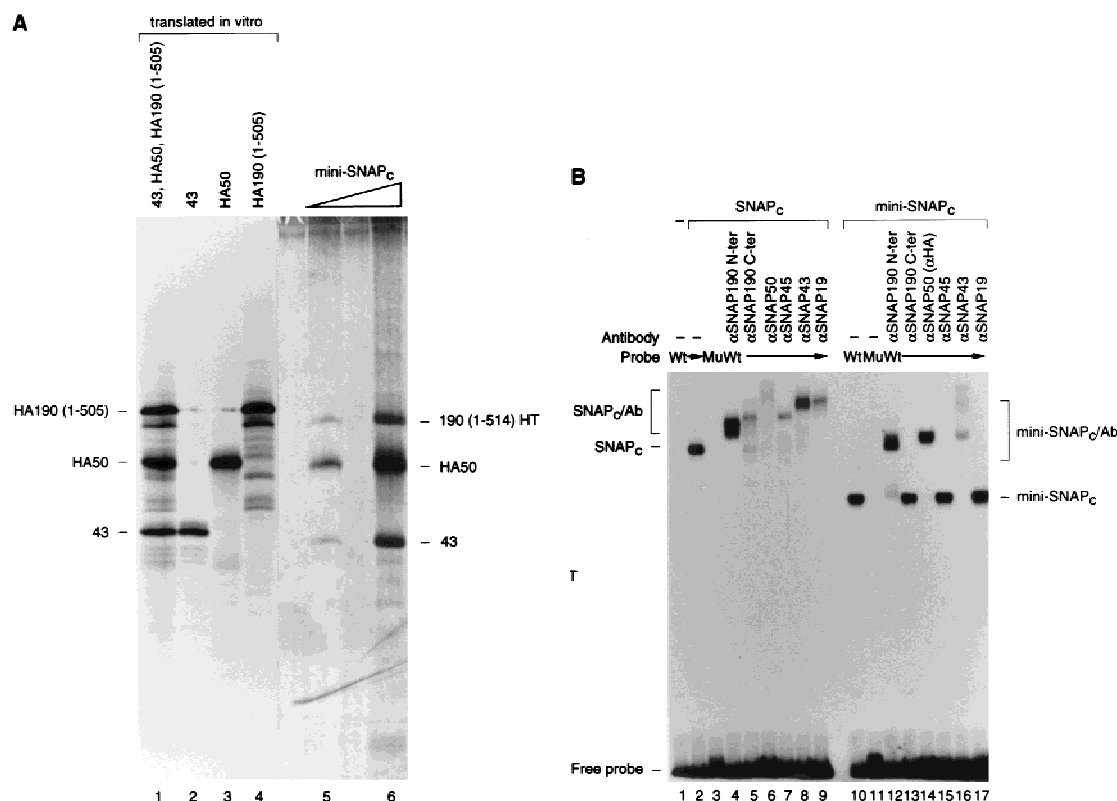 A
translated in vitro
43, HA50, HA190 (1-505)
43
HA50
HA190 (1-505)
mini-SNAPC
HA190 (1-505) –
HA50 –
43 –
– 190 (1-514) HT
– HA50
– 43
1 2 3 4 5 6
B
SNAPC
mini-SNAPC
αSNAP190 N-ter
αSNAP190 C-ter
αSNAP50
αSNAP45
αSNAP43
αSNAP19
αSNAP190 N-ter
αSNAP190 C-ter
αSNAP50 (αHA)
αSNAP45
αSNAP43
αSNAP19
Antibody – – – –
Probe Wt MuWt Wt MuWt
SNAPC/Ab
SNAPC –
mini-SNAPC/Ab
– mini-SNAPC
T
Free probe –
1 2 3 4 5 6 7 8 9 10 11 12 13 14 15 16 17